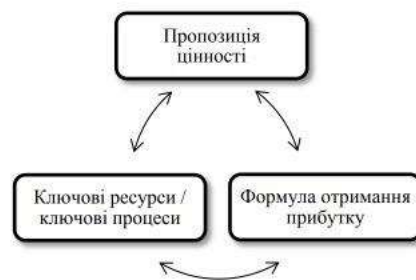 Пропозиція
цінності
Ключові ресурси /
ключові процеси
Формула отримання
прибутку